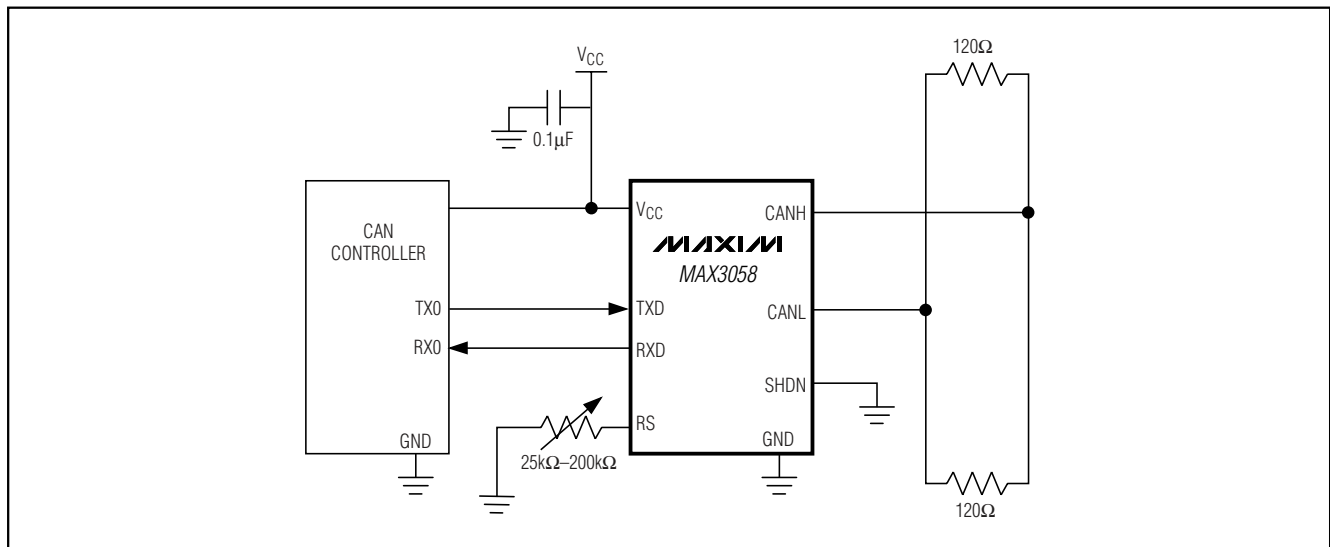 120Ω
VCC
0.1µF
VCC
CANH
CAN
CONTROLLER
MAXIM
MAX3058
TX0
TXD
CANL
RX0
RXD
SHDN
RS
GND
GND
25kΩ–200kΩ
120Ω